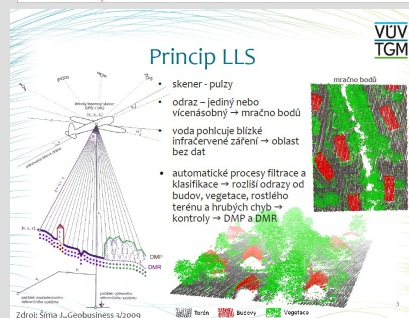 VÚV
TGM
Princip LLS
mračno bodů
• skener - pulzy
• odraz – jediný nebo
vícenásobný → mračno bodů
• voda pohlcuje blízké
infračervené záření → oblast
bez dat
• automatické procesy filtrace a
klasifikace → rozliší odrazy od
budov, vegetace, rostlého
terénu a hrubých chyb →
kontroly → DMP a DMR
DMP
DMR
Terén
Budovy
Vegetace
Zdroj: Šíma J., Geobusiness 3/2009